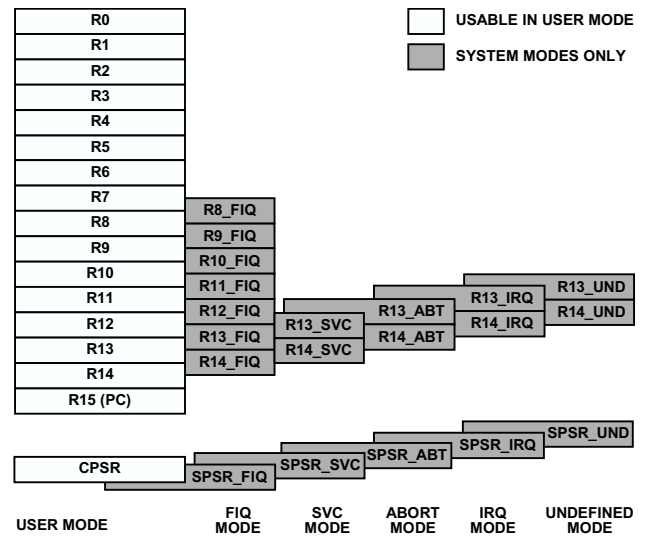 R0
R1
R2
R3
R4
R5
R6
R7
R8
R9
R10
R11
R12
R13
R14
R15 (PC)
R8_FIQ
R9_FIQ
R10_FIQ
R11_FIQ
R12_FIQ
R13_FIQ
R14_FIQ
R13_SVC
R14_SVC
R13_ABT
R14_ABT
R13_IRQ
R14_IRQ
R13_UND
R14_UND
USABLE IN USER MODE
SYSTEM MODES ONLY
CPSR
SPSR_FIQ
SPSR_SVC
SPSR_ABT
SPSR_IRQ
SPSR_UND
USER MODE
FIQ
MODE
SVC
MODE
ABORT
MODE
IRQ
MODE
UNDEFINED
MODE